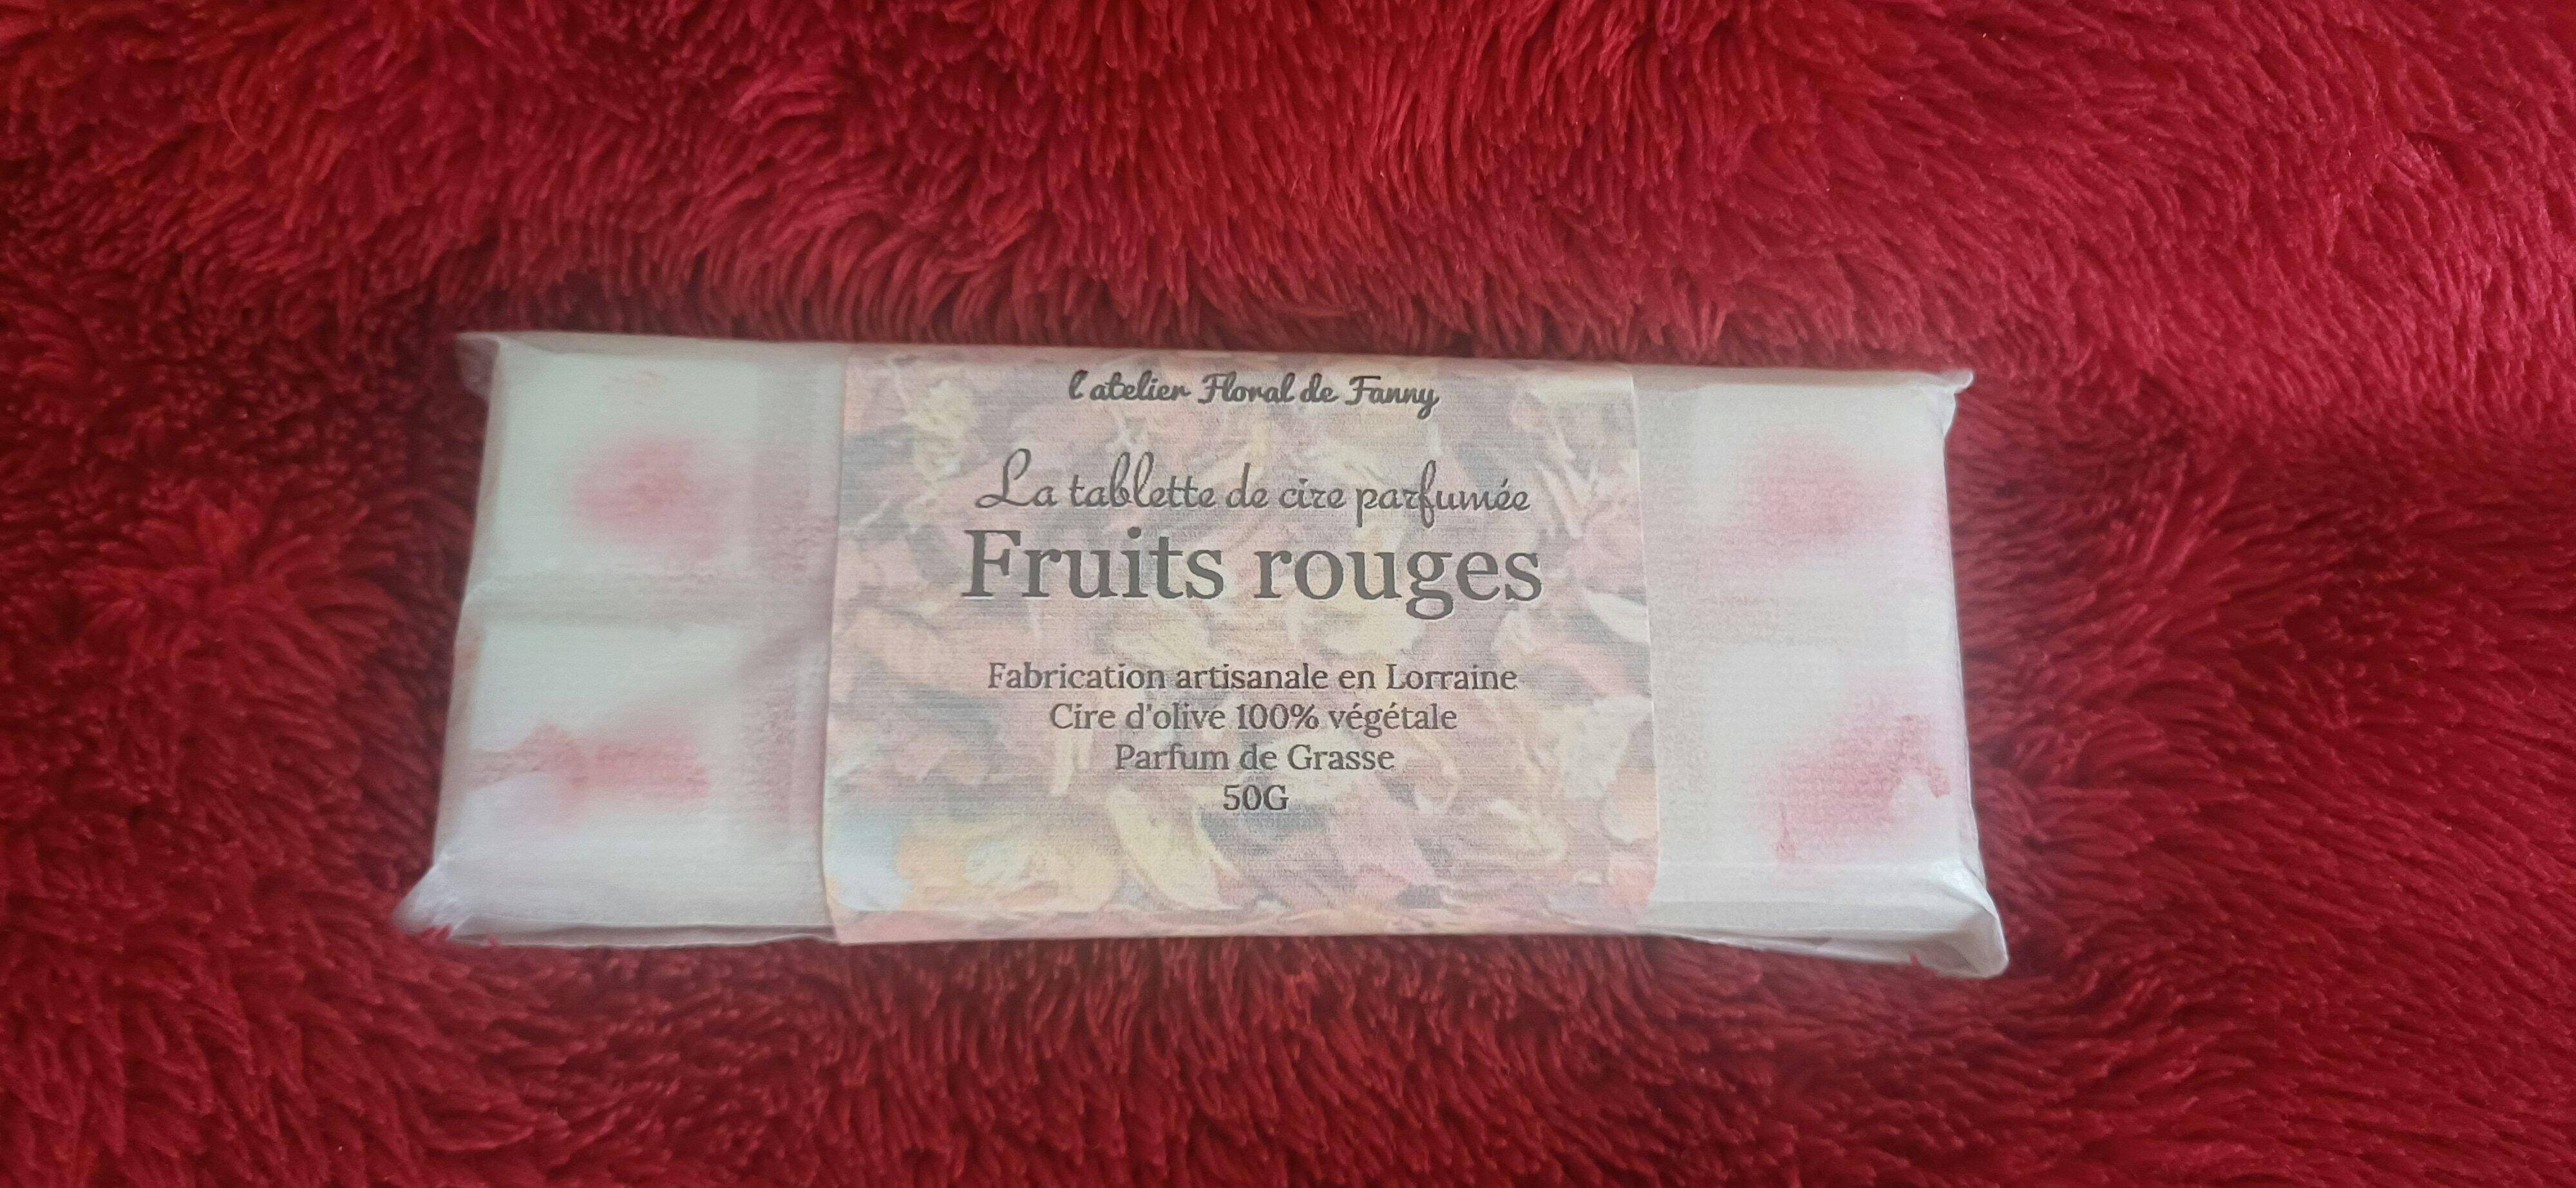 l'atelier Floral de Fanny
La tablette de cire parfumée
Fruits rouges
Fabrication artisanale en Lorraine
Cire d'olive 100% végétale
Parfum de Grasse
50G